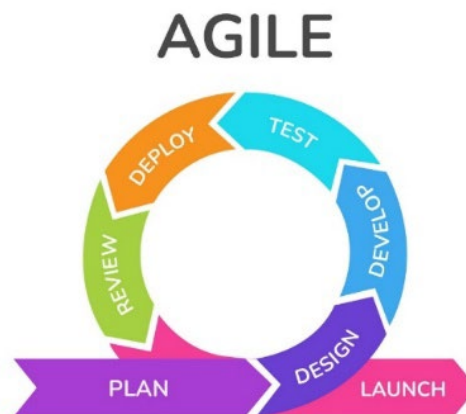 AGILE
PLAN
DESIGN
DEVELOP
TEST
DEPLOY
REVIEW
LAUNCH